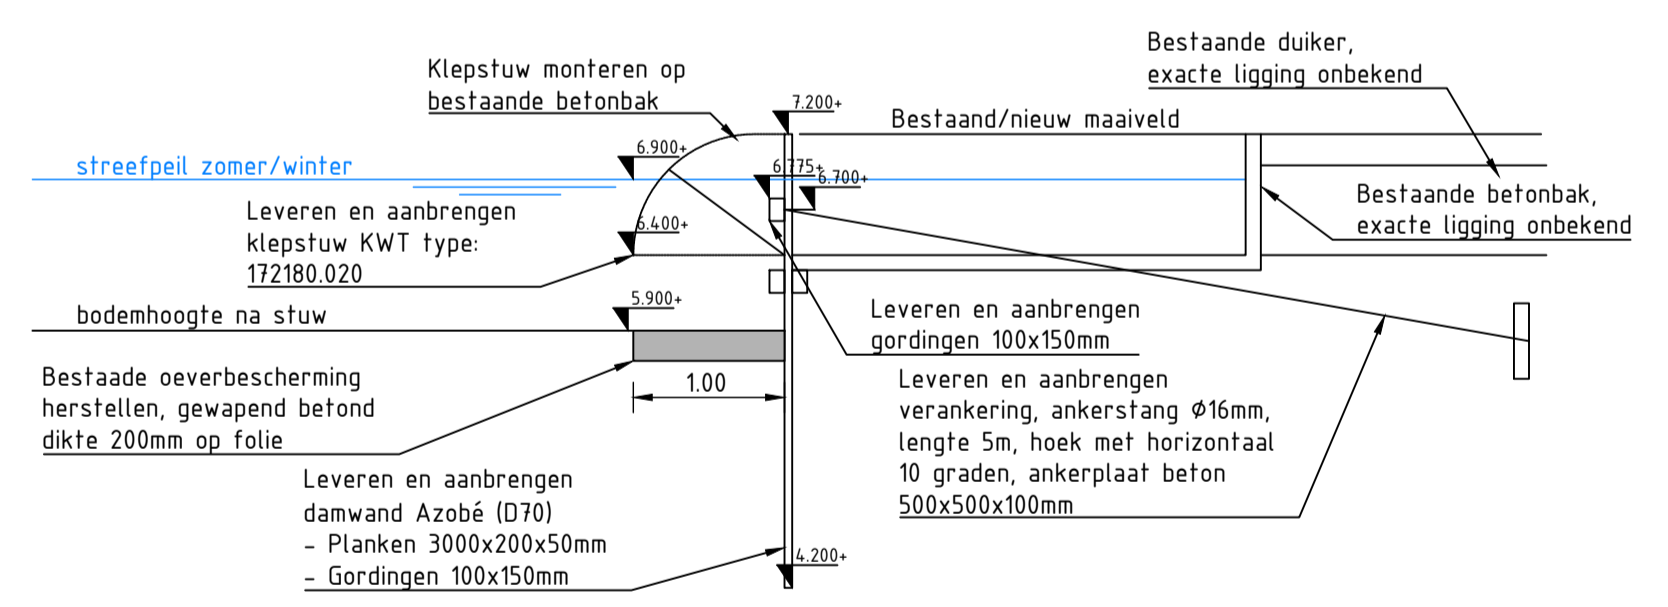 Bestaande duiker,
exacte ligging onbekend
Klepstuw monteren op
bestaande betonbak
7.200+
Bestaand/nieuw maaiveld
streefpeil zomer/winter
6.900+
6.775+
6.700+
Bestaande betonbak,
exacte ligging onbekend
Leveren en aanbrengen
klepstuw KWT type:
172180.020
6.400+
5.900+
bodemhoogte na stuw
Leveren en aanbrengen
gordingen 100x150mm
Bestaade oeverbescherming
herstellen, gewapend betond
dikte 200mm op folie
1.00
Leveren en aanbrengen
verankering, ankerstang Ø16mm,
lengte 5m, hoek met horizontaal
10 graden, ankerplaat beton
500x500x100mm
Leveren en aanbrengen
damwand Azobé (D70)
- Planken 3000x200x50mm
- Gordingen 100x150mm
4.200+